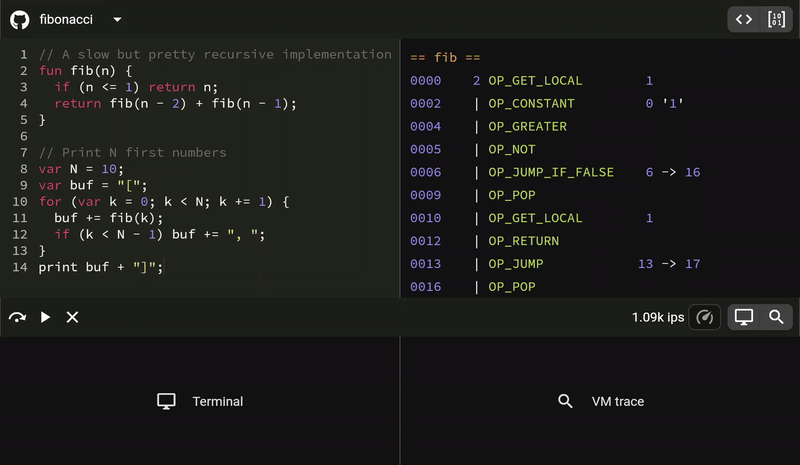 fibonacci
1 // A slow but pretty recursive implementation
2 fun fib(n) {
3   if (n <= 1) return n;
4   return fib(n - 2) + fib(n - 1);
5 }
6
7 // Print N first numbers
8 var N = 10;
9 var buf = "[";
10 for (var k = 0; k < N; k += 1) {
11   buf += fib(k);
12   if (k < N - 1) buf += ", ";
13 }
14 print buf + "]";
== fib ==
0000    2 OP_GET_LOCAL        1
0002    | OP_CONSTANT         0 '1'
0004    | OP_GREATER
0005    | OP_NOT
0006    | OP_JUMP_IF_FALSE    6 -> 16
0009    | OP_POP
0010    | OP_GET_LOCAL        1
0012    | OP_RETURN
0013    | OP_JUMP            13 -> 17
0016    | OP_POP
1.09k ips
Terminal
VM trace